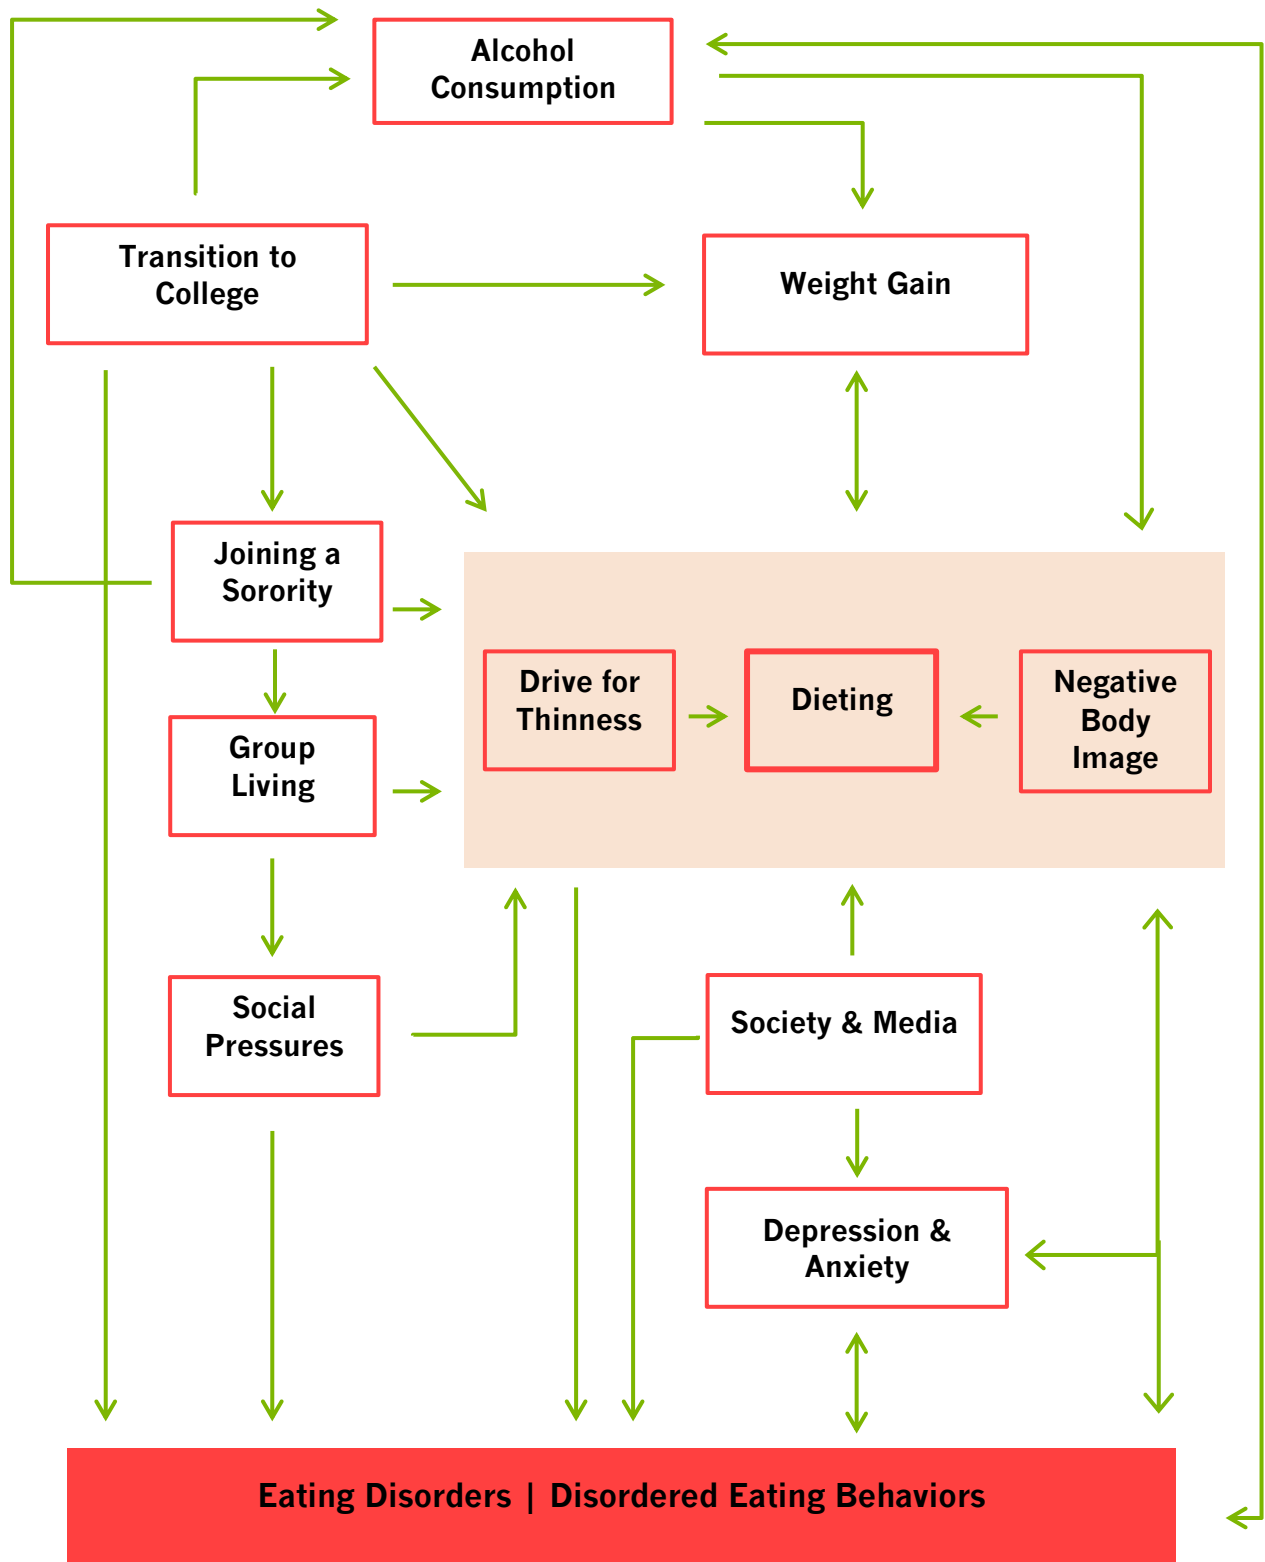 Alcohol
Consumption
Transition to
College
Weight Gain
Joining a
Sorority
Drive for
Thinness
Dieting
Negative
Body
Image
Group
Living
Social
Pressures
Society & Media
Depression &
Anxiety
Eating Disorders | Disordered Eating Behaviors